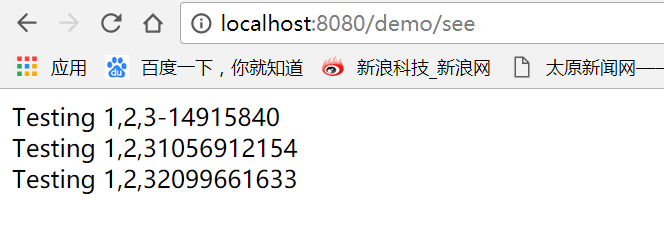 localhost:8080/demo/see
应用 百度一下，你就知道 新浪科技_新浪网 太原新闻网——
Testing 1,2,3-14915840
Testing 1,2,31056912154
Testing 1,2,32099661633